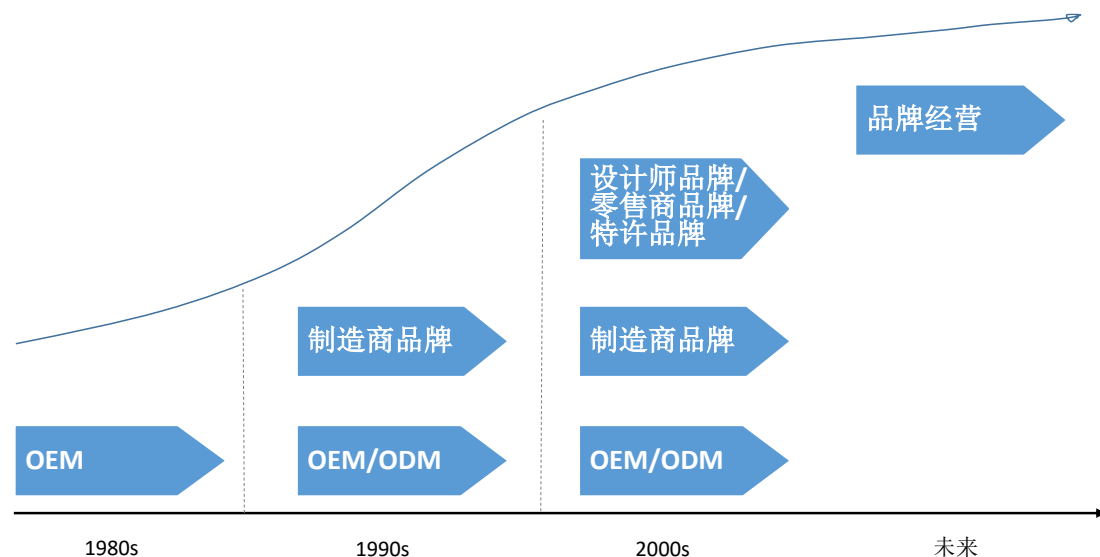 品牌经营
设计师品牌/
零售商品牌/
特许品牌
制造商品牌
制造商品牌
OEM
OEM/ODM
OEM/ODM
1980s
1990s
2000s
未来